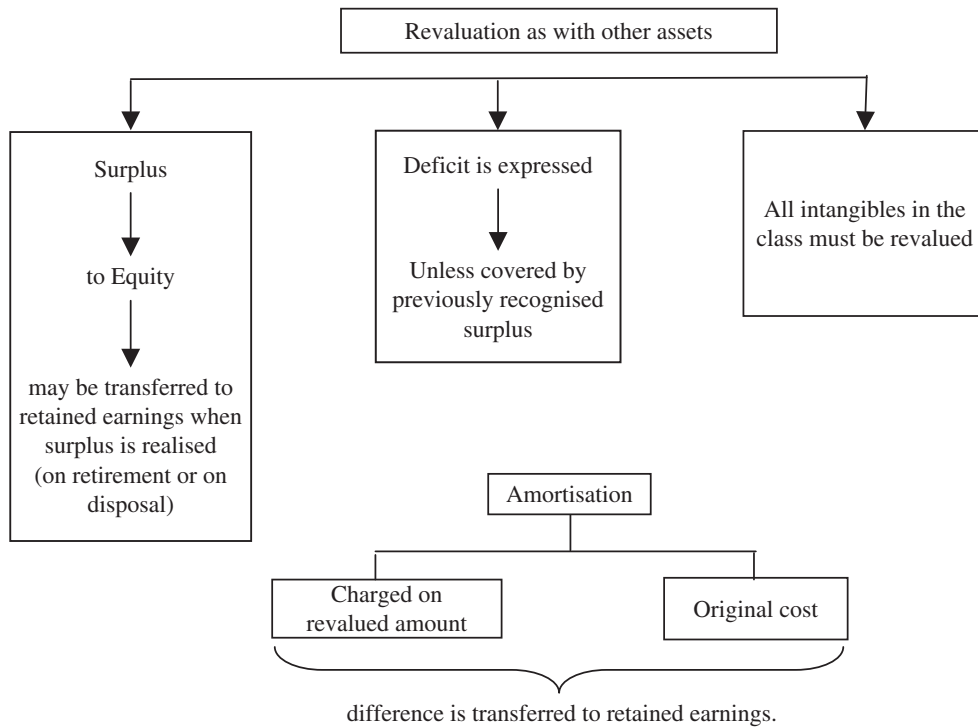 Revaluation as with other assets
Surplus
to Equity
may be transferred to
retained earnings when
surplus is realised
(on retirement or on
disposal)
Deficit is expressed
Unless covered by
previously recognised
surplus
All intangibles in the
class must be revalued
Amortisation
Charged on
revalued amount
Original cost
difference is transferred to retained earnings.